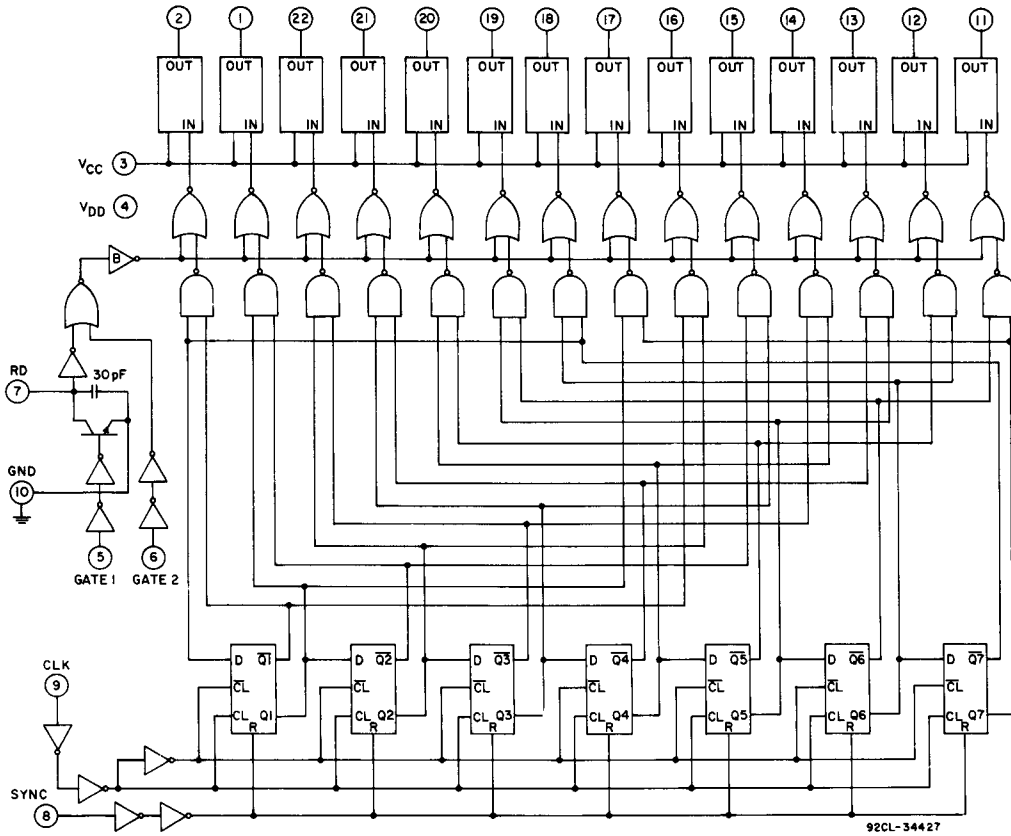 2 1 22 21 20 19 18 17 16 15 14 13 12 11
OUT OUT OUT OUT OUT OUT OUT OUT OUT OUT OUT OUT OUT OUT
IN IN IN IN IN IN IN IN IN IN IN IN IN IN
VCC 3
VDD 4
B
RD
7
30pF
GND
10
5 6
GATE 1 GATE 2
D Q1 D Q2 D Q3 D Q4 D Q5 D Q6 D Q7
CLK
9
CL CL CL CL CL CL CL
CL Q1 CL Q2 CL Q3 CL Q4 CL Q5 CL Q6 CL Q7
R R R R R R R
SYNC
8
92CL-34427